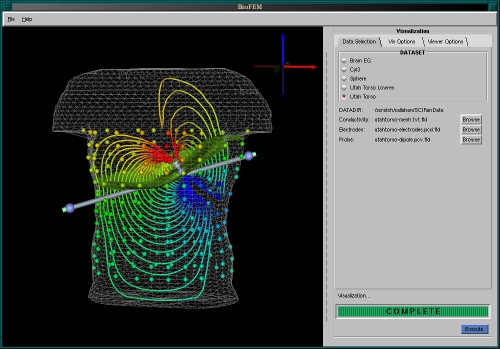 BioFEM
File Help
Visualization
Data Selection Vis Options Viewer Options
DATASET
Brain EG
Cyl3
Sphere
Utah Torso Lowres
Utah Torso
DATADIR: /scratch/callahan/SCIRunData
Conductivity: utahtorso-mesh.tvt.fld Browse
Electrodes: utahtorso-electrodes.pcd.fld Browse
Probe: utahtorso-dipole.pcv.fld Browse
Visualization...
COMPLETE
Execute